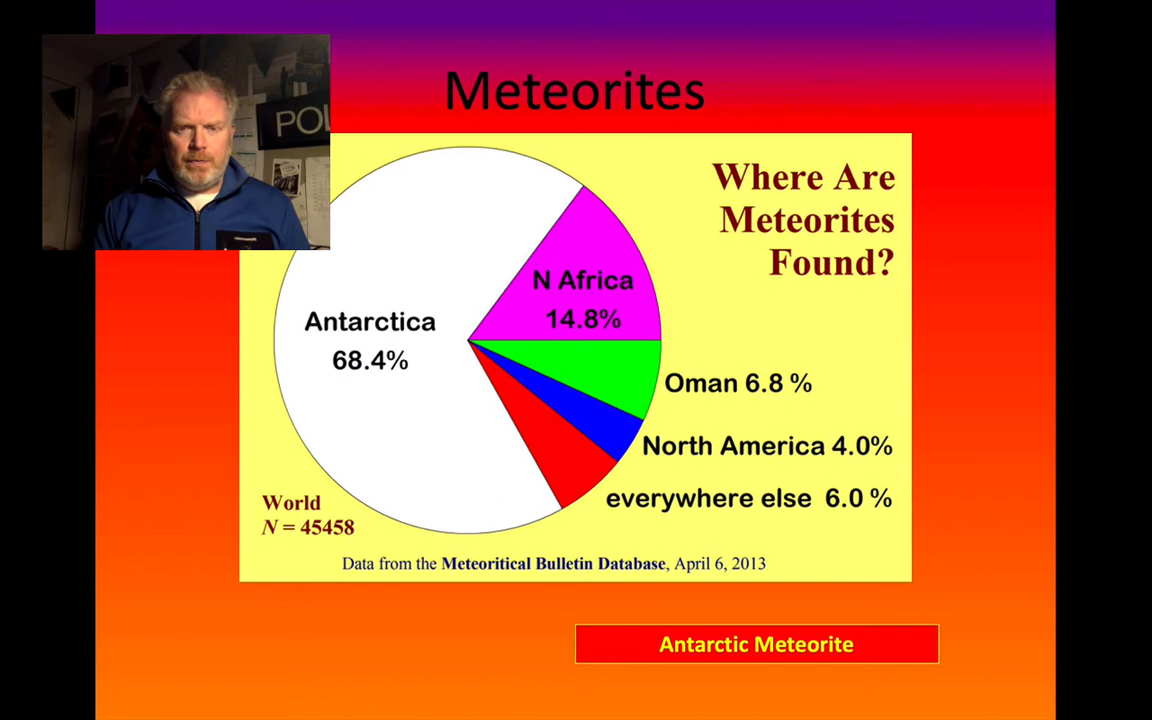 Meteorites
POL
Where Are
Meteorites
Found?
N Africa
14.8%
Antarctica
68.4%
Oman 6.8 %
North America 4.0%
everywhere else 6.0 %
World
N = 45458
Data from the Meteoritical Bulletin Database, April 6, 2013
Antarctic Meteorite